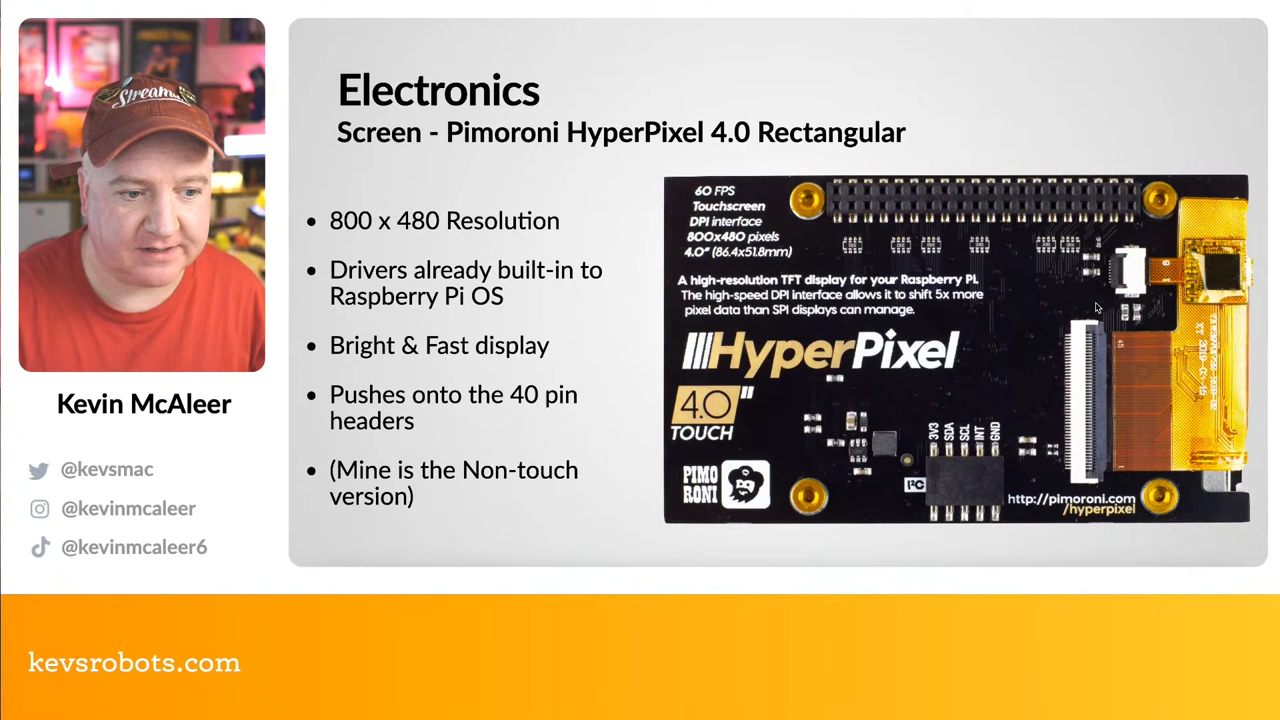 Streamer
Kevin McAleer
@kevsmac
@kevinmcaleer
@kevinmcaleer6
Electronics
Screen - Pimoroni HyperPixel 4.0 Rectangular
• 800 x 480 Resolution
• Drivers already built-in to
Raspberry Pi OS
• Bright & Fast display
• Pushes onto the 40 pin
headers
• (Mine is the Non-touch
version)
60 FPS
Touchscreen
DPI interface
800x480 pixels
4.0" (86.4x51.8mm)
A high-resolution TFT display for your Raspberry Pi.
The high-speed DPI interface allows it to shift 5x more
pixel data than SPI displays can manage.
HyperPixel
4.0"
TOUCH
PIMO
RONI
3V3 SDA SCL INT GND
I²C
http://pimoroni.com
/hyperpixel
45
1
kevsrobots.com